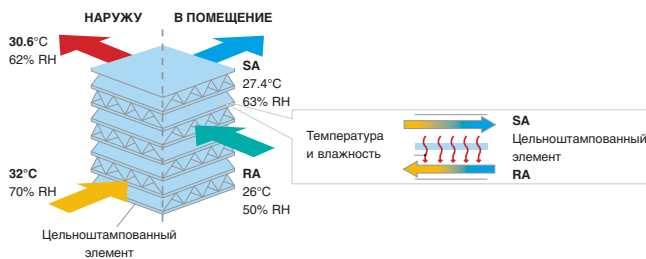 НАРУЖУ
В ПОМЕЩЕНИЕ
30.6°C
62% RH
SA
27.4°C
63% RH
32°C
70% RH
RA
26°C
50% RH
Цельноштампованный
элемент
Температура
и влажность
SA
Цельноштампованный
элемент
RA